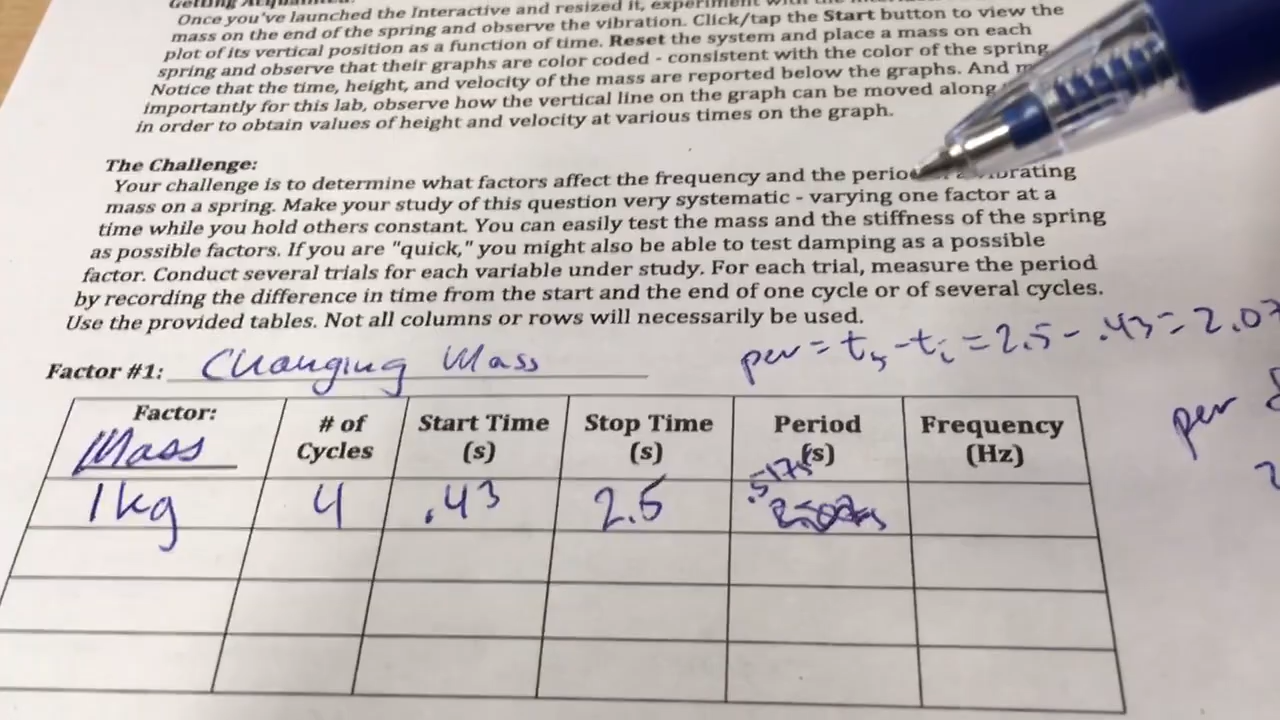 Getting Acquainted:
Once you've launched the Interactive and resized it, experiment with the
mass on the end of the spring and observe the vibration. Click/tap the Start button to view the
plot of its vertical position as a function of time. Reset the system and place a mass on each
spring and observe that their graphs are color coded - consistent with the color of the spring.
Notice that the time, height, and velocity of the mass are reported below the graphs. And
importantly for this lab, observe how the vertical line on the graph can be moved along
in order to obtain values of height and velocity at various times on the graph.
The Challenge:
Your challenge is to determine what factors affect the frequency and the
mass on a spring. Make your study of this question very systematic - varying one factor at a
time while you hold others constant. You can easily test the mass and the stiffness of the spring
as possible factors. If you are "quick," you might also be able to test damping as a possible
factor. Conduct several trials for each variable under study. For each trial, measure the period
by recording the difference in time from the start and the end of one cycle or of several cycles.
Use the provided tables. Not all columns or rows will necessarily be used.
per = t5 - ti = 2.5 - .43 = 2.07
Factor #1: Changing Mass
per
Factor: Mass
# of Cycles
Start Time (s)
Stop Time (s)
Period (s)
Frequency (Hz)
1kg 4 .43 2.5 .5175